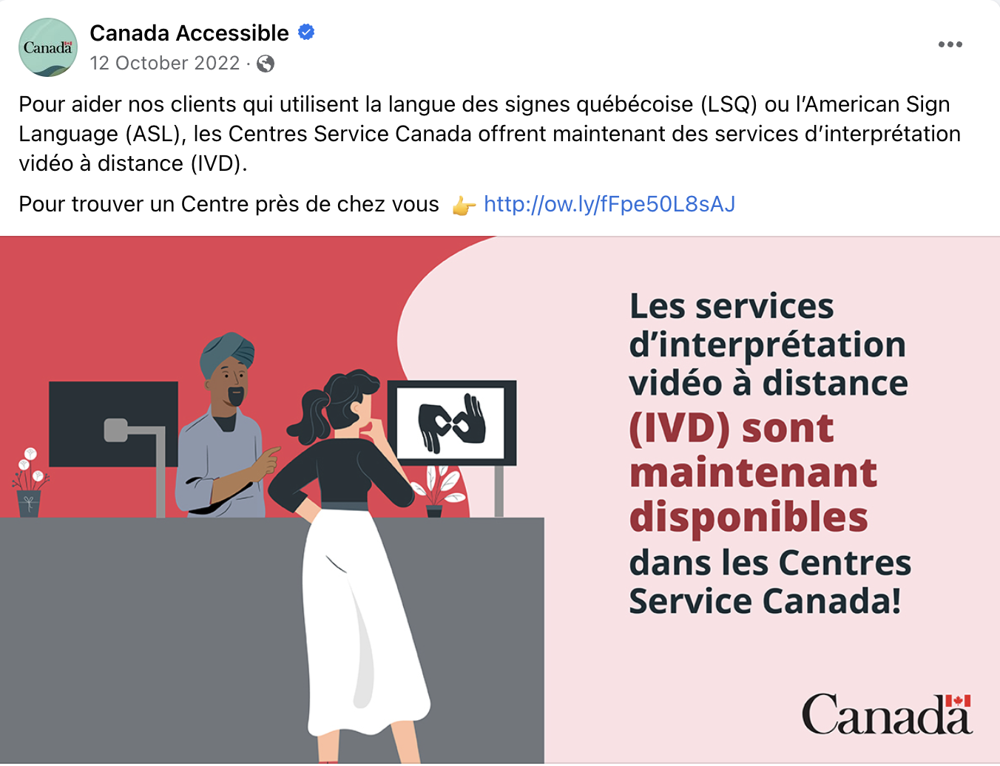 Canada
Canada Accessible
12 October 2022 ·
Pour aider nos clients qui utilisent la langue des signes québécoise (LSQ) ou l’American Sign
Language (ASL), les Centres Service Canada offrent maintenant des services d’interprétation
vidéo à distance (IVD).
Pour trouver un Centre près de chez vous 👉 http://ow.ly/fFpe50L8sAJ
Les services
d’interprétation
vidéo à distance
(IVD) sont
maintenant
disponibles
dans les Centres
Service Canada!
Canada